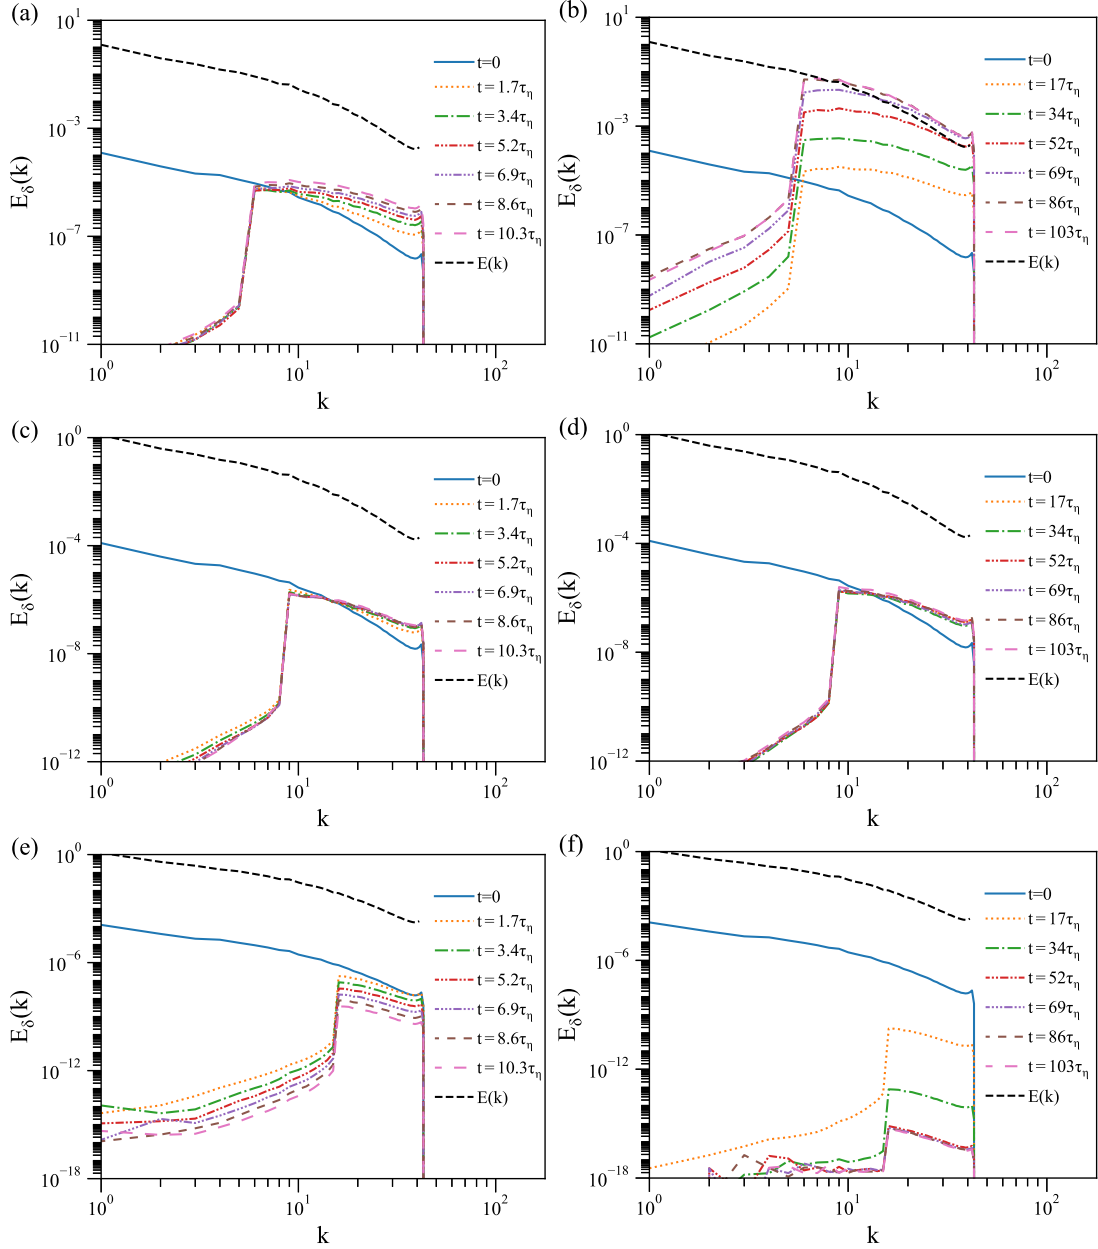 (a)
10^1
10^-3
10^-7
10^-11
E_δ(k)
10^0
10^1
10^2
k
t=0
t = 1.7τ_η
t = 3.4τ_η
t = 5.2τ_η
t = 6.9τ_η
t = 8.6τ_η
t = 10.3τ_η
E(k)
(b)
10^1
10^-3
10^-7
10^-11
E_δ(k)
10^0
10^1
10^2
k
t=0
t = 17τ_η
t = 34τ_η
t = 52τ_η
t = 69τ_η
t = 86τ_η
t = 103τ_η
E(k)
(c)
10^0
10^-4
10^-8
10^-12
E_δ(k)
10^0
10^1
10^2
k
t=0
t = 1.7τ_η
t = 3.4τ_η
t = 5.2τ_η
t = 6.9τ_η
t = 8.6τ_η
t = 10.3τ_η
E(k)
(d)
10^0
10^-4
10^-8
10^-12
E_δ(k)
10^0
10^1
10^2
k
t=0
t = 17τ_η
t = 34τ_η
t = 52τ_η
t = 69τ_η
t = 86τ_η
t = 103τ_η
E(k)
(e)
10^0
10^-6
10^-12
10^-18
E_δ(k)
10^0
10^1
10^2
k
t=0
t = 1.7τ_η
t = 3.4τ_η
t = 5.2τ_η
t = 6.9τ_η
t = 8.6τ_η
t = 10.3τ_η
E(k)
(f)
10^0
10^-6
10^-12
10^-18
E_δ(k)
10^0
10^1
10^2
k
t=0
t = 17τ_η
t = 34τ_η
t = 52τ_η
t = 69τ_η
t = 86τ_η
t = 103τ_η
E(k)